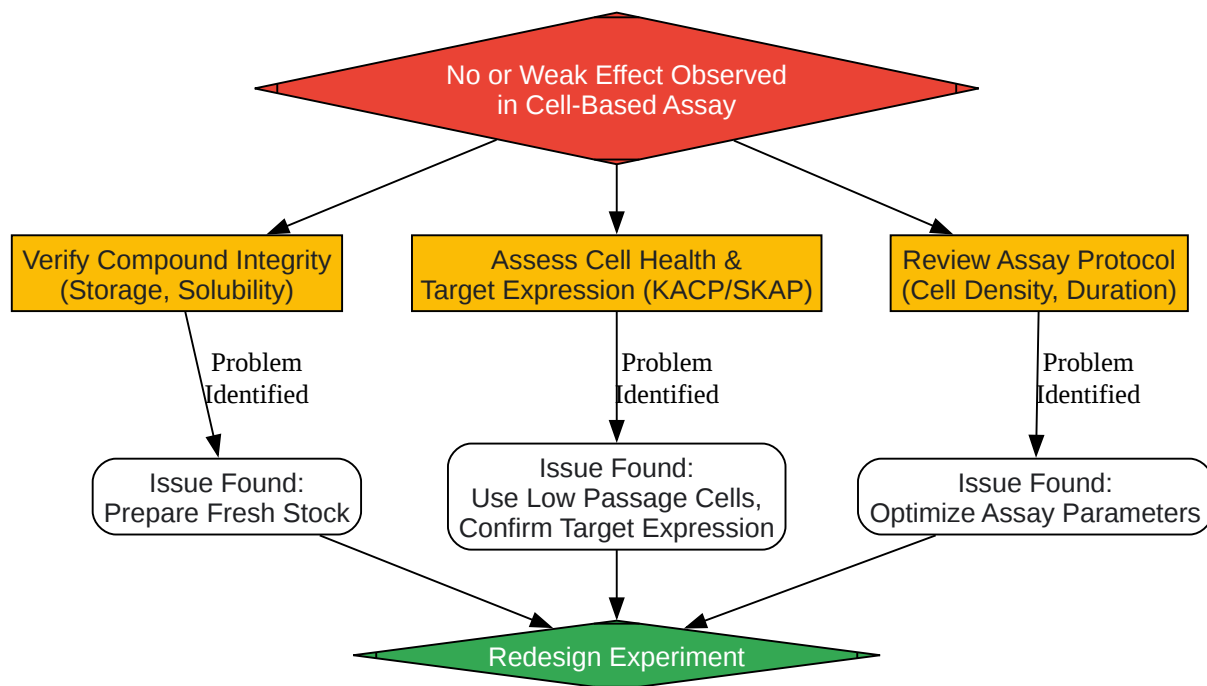 No or Weak Effect Observed
in Cell-Based Assay
Verify Compound Integrity
(Storage, Solubility)
Assess Cell Health &
Target Expression (KACP/SKAP)
Review Assay Protocol
(Cell Density, Duration)
Problem
Identified
Problem
Identified
Problem
Identified
Issue Found:
Prepare Fresh Stock
Issue Found:
Use Low Passage Cells,
Confirm Target Expression
Issue Found:
Optimize Assay Parameters
Redesign Experiment